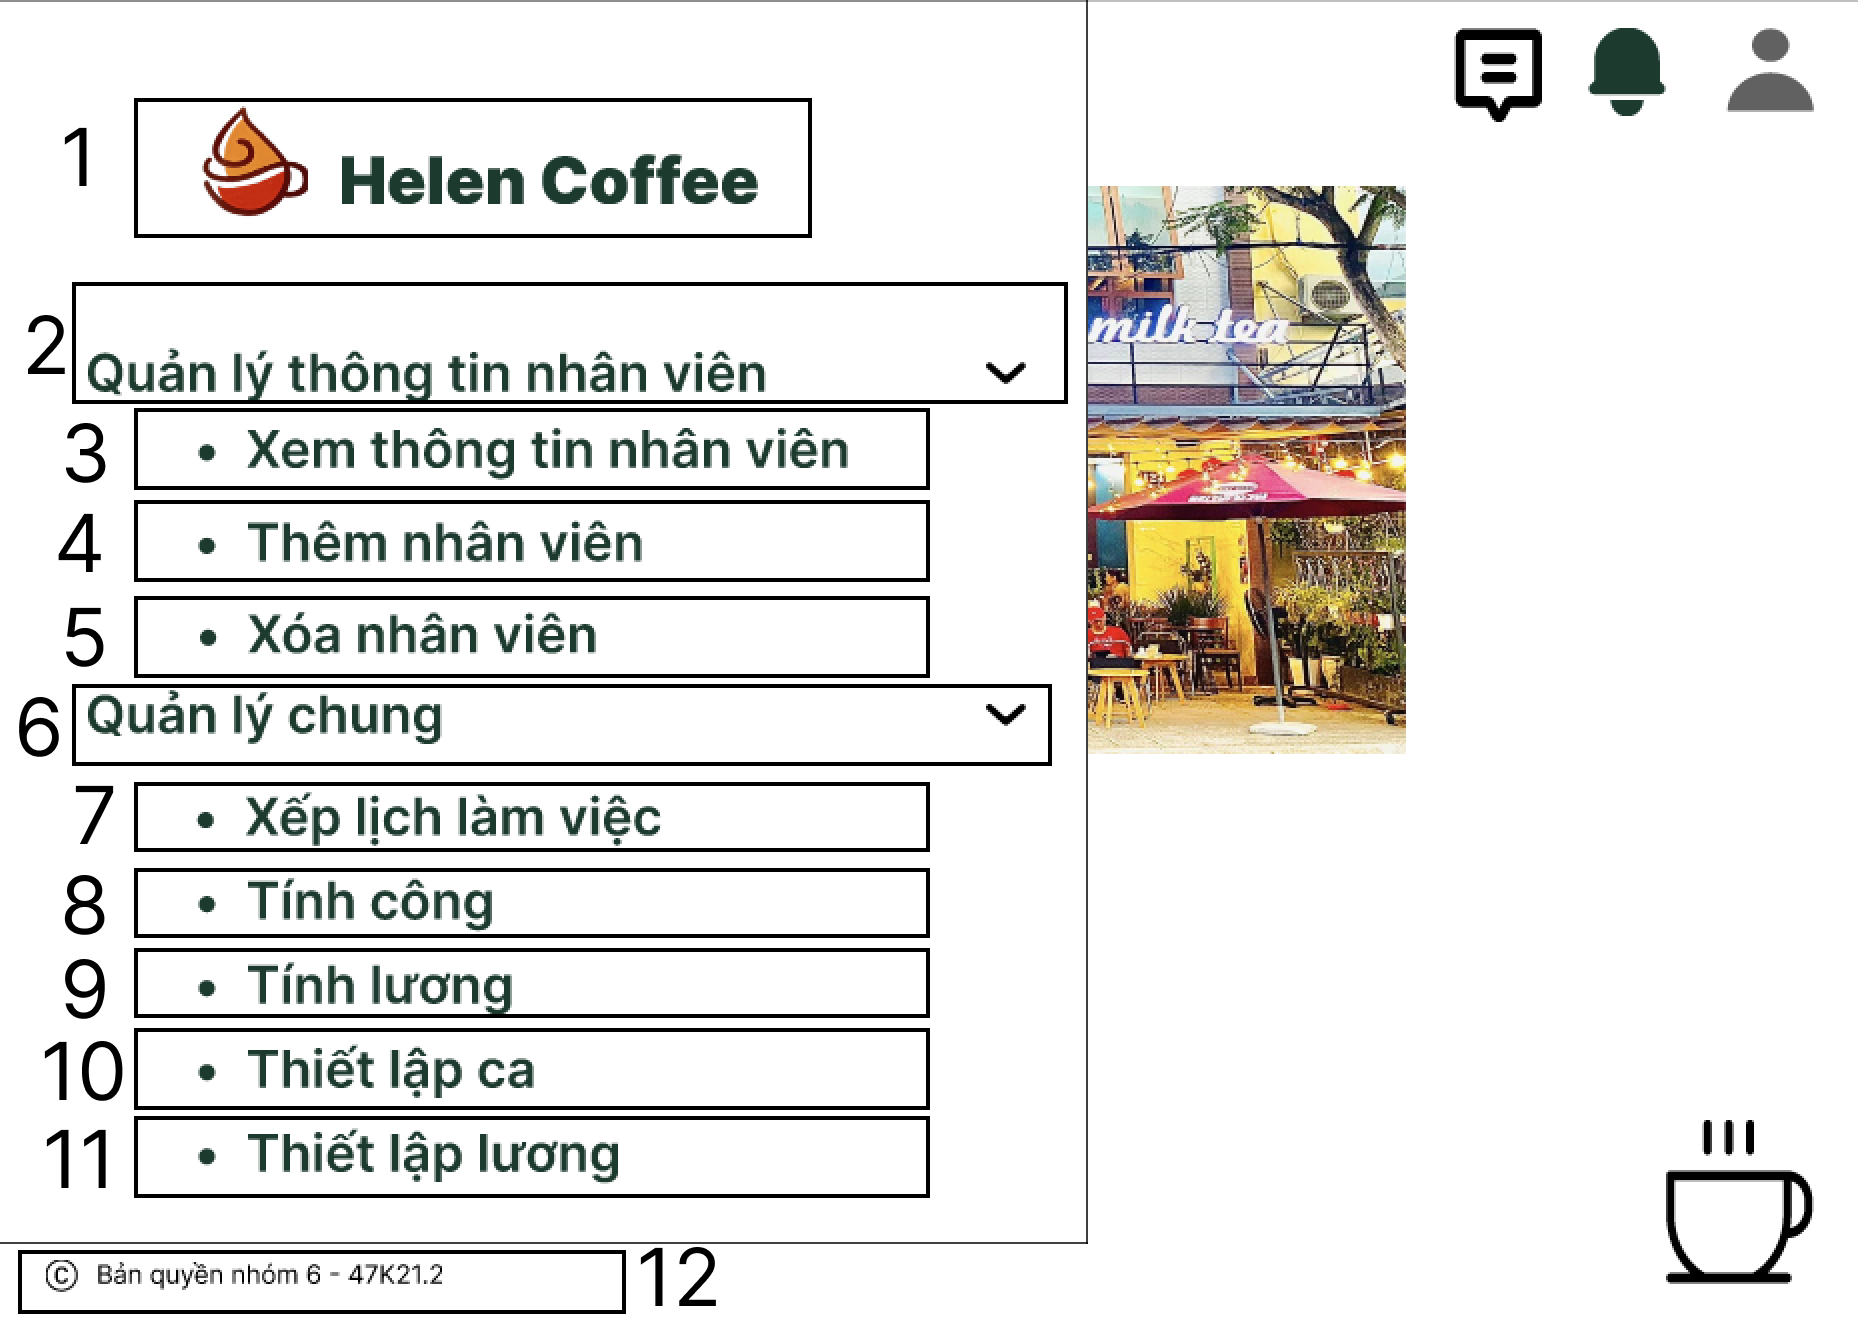 1
Helen Coffee
2
Quản lý thông tin nhân viên
milk tea
3
• Xem thông tin nhân viên
4
• Thêm nhân viên
5
• Xóa nhân viên
6
Quản lý chung
7
• Xếp lịch làm việc
8
• Tính công
9
• Tính lương
10
• Thiết lập ca
11
• Thiết lập lương
© Bản quyền nhóm 6 - 47K21.2
12